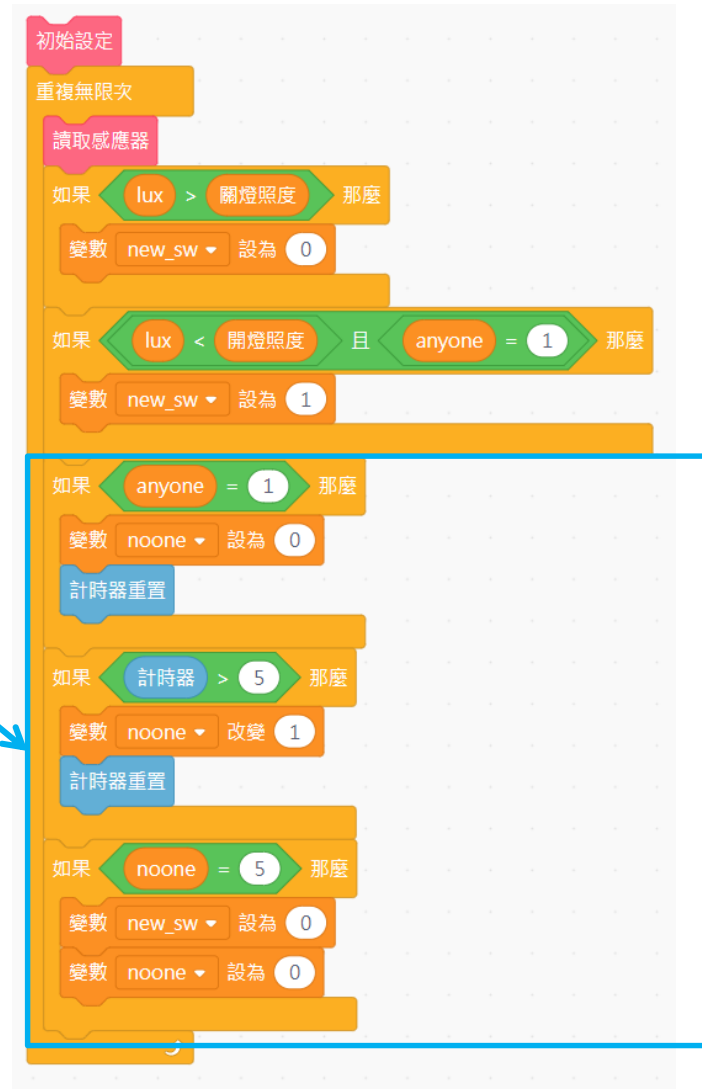 初始設定
重複無限次
讀取感應器
如果 lux > 關燈照度 那麼
變數 new_sw 設為 0
如果 lux < 開燈照度 且 anyone = 1 那麼
變數 new_sw 設為 1
如果 anyone = 1 那麼
變數 noone 設為 0
計時器重置
如果 計時器 > 5 那麼
變數 noone 改變 1
計時器重置
如果 noone = 5 那麼
變數 new_sw 設為 0
變數 noone 設為 0